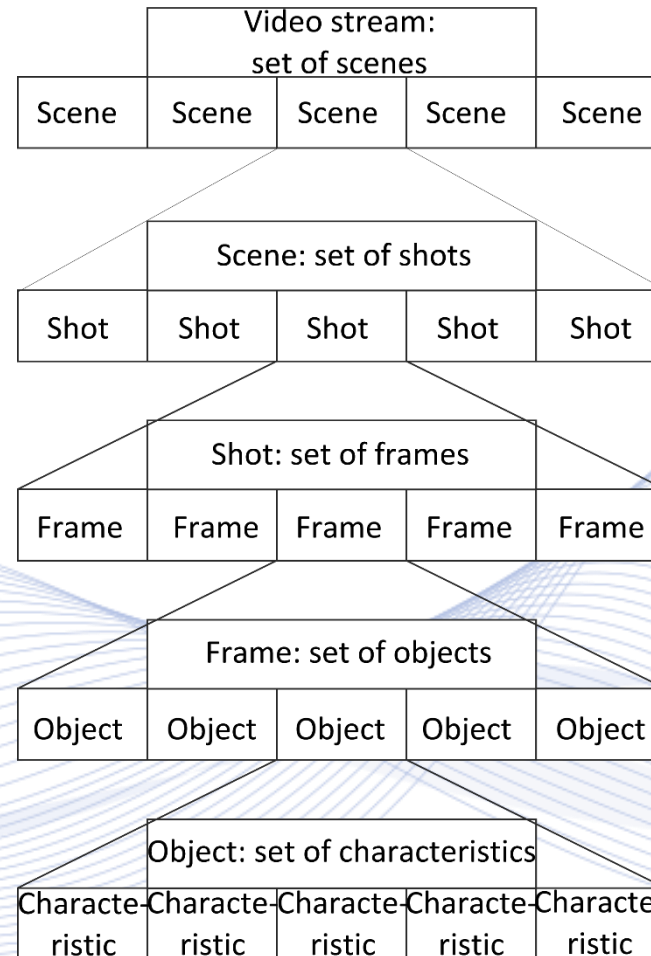 Video stream:
set of scenes
Scene Scene Scene Scene Scene
Scene: set of shots
Shot Shot Shot Shot Shot
Shot: set of frames
Frame Frame Frame Frame Frame
Frame: set of objects
Object Object Object Object Object
Object: set of characteristics
Characte- Characte- Characte- Characte- Characte
ristic ristic ristic ristic ristic